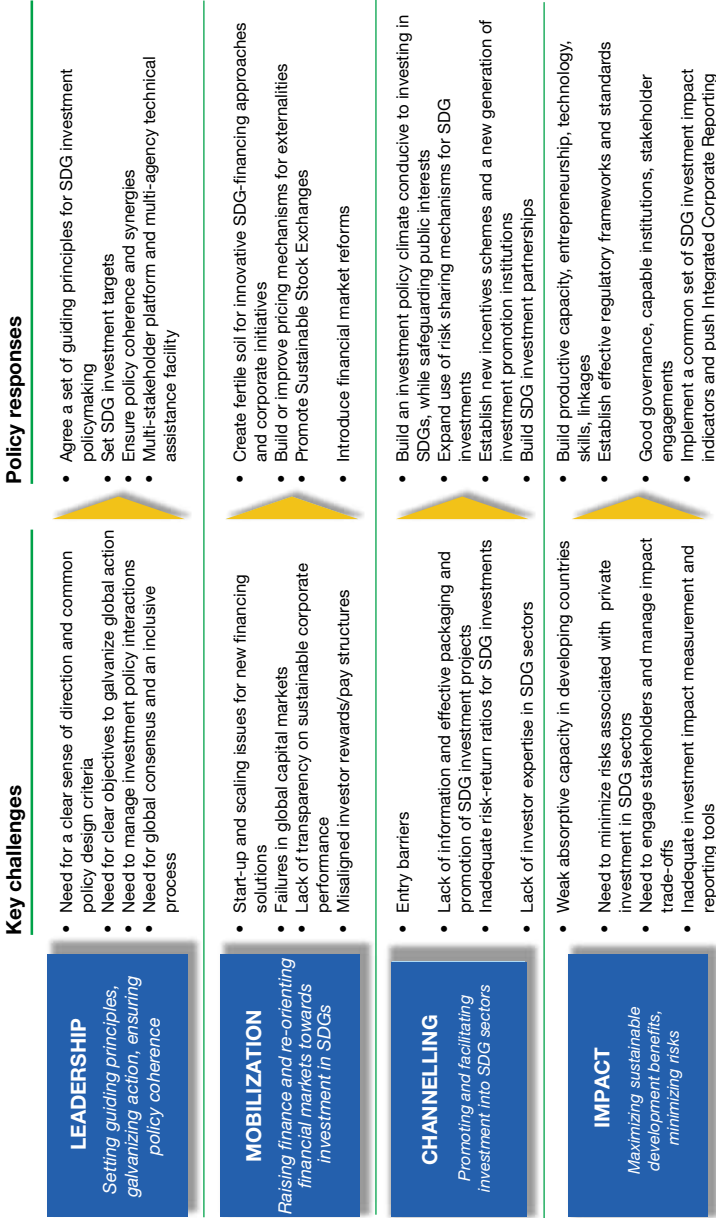 Key challenges
Policy responses
LEADERSHIP
Setting guiding principles,
galvanizing action, ensuring
policy coherence
• Need for a clear sense of direction and common
policy design criteria
• Need for clear objectives to galvanize global action
• Need to manage investment policy interactions
• Need for global consensus and an inclusive
process
• Agree a set of guiding principles for SDG investment
policymaking
• Set SDG investment targets
• Ensure policy coherence and synergies
• Multi-stakeholder platform and multi-agency technical
assistance facility
MOBILIZATION
Raising finance and re-orienting
financial markets towards
investment in SDGs
• Start-up and scaling issues for new financing
solutions
• Failures in global capital markets
• Lack of transparency on sustainable corporate
performance
• Misaligned investor rewards/pay structures
• Create fertile soil for innovative SDG-financing approaches
and corporate initiatives
• Build or improve pricing mechanisms for externalities
• Promote Sustainable Stock Exchanges
• Introduce financial market reforms
CHANNELLING
Promoting and facilitating
investment into SDG sectors
• Entry barriers
• Lack of information and effective packaging and
promotion of SDG investment projects
• Inadequate risk-return ratios for SDG investments
• Lack of investor expertise in SDG sectors
• Build an investment policy climate conducive to investing in
SDGs, while safeguarding public interests
• Expand use of risk sharing mechanisms for SDG
investments
• Establish new incentives schemes and a new generation of
investment promotion institutions
• Build SDG investment partnerships
IMPACT
Maximizing sustainable
development benefits,
minimizing risks
• Weak absorptive capacity in developing countries
• Need to minimize risks associated with private
investment in SDG sectors
• Need to engage stakeholders and manage impact
trade-offs
• Inadequate investment impact measurement and
reporting tools
• Build productive capacity, entrepreneurship, technology,
skills, linkages
• Establish effective regulatory frameworks and standards
• Good governance, capable institutions, stakeholder
engagements
• Implement a common set of SDG investment impact
indicators and push Integrated Corporate Reporting